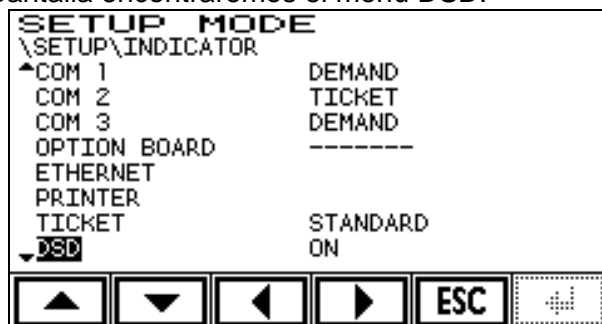 pantalla encontraremos el menú DSD.
SETUP MODE
\SETUP\INDICATOR
COM 1 DEMAND
COM 2 TICKET
COM 3 DEMAND
OPTION BOARD -------
ETHERNET
PRINTER
TICKET STANDARD
DSD ON
ESC